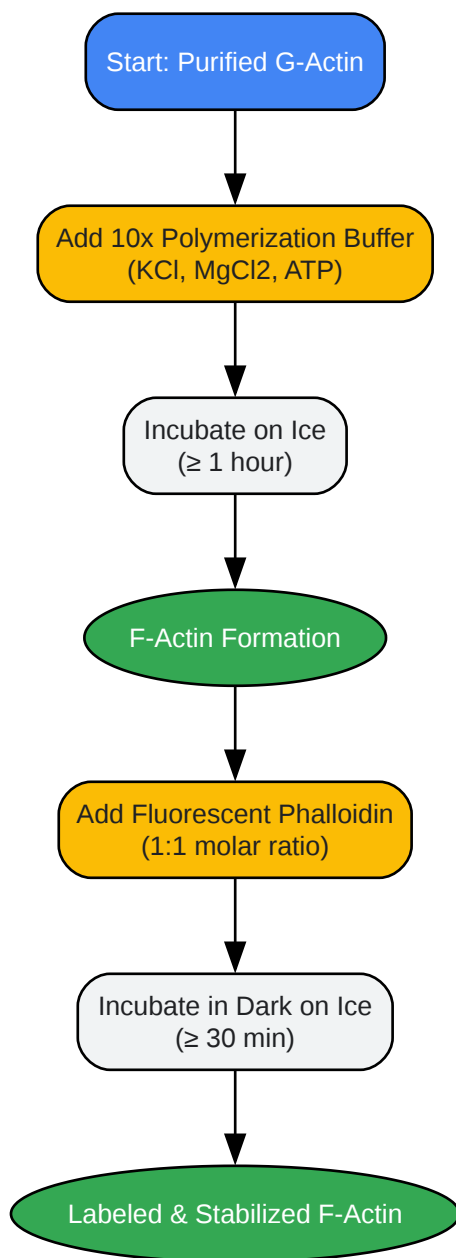 Start: Purified G-Actin
Add 10x Polymerization Buffer
(KCl, MgCl2, ATP)
Incubate on Ice
(≥ 1 hour)
F-Actin Formation
Add Fluorescent Phalloidin
(1:1 molar ratio)
Incubate in Dark on Ice
(≥ 30 min)
Labeled & Stabilized F-Actin